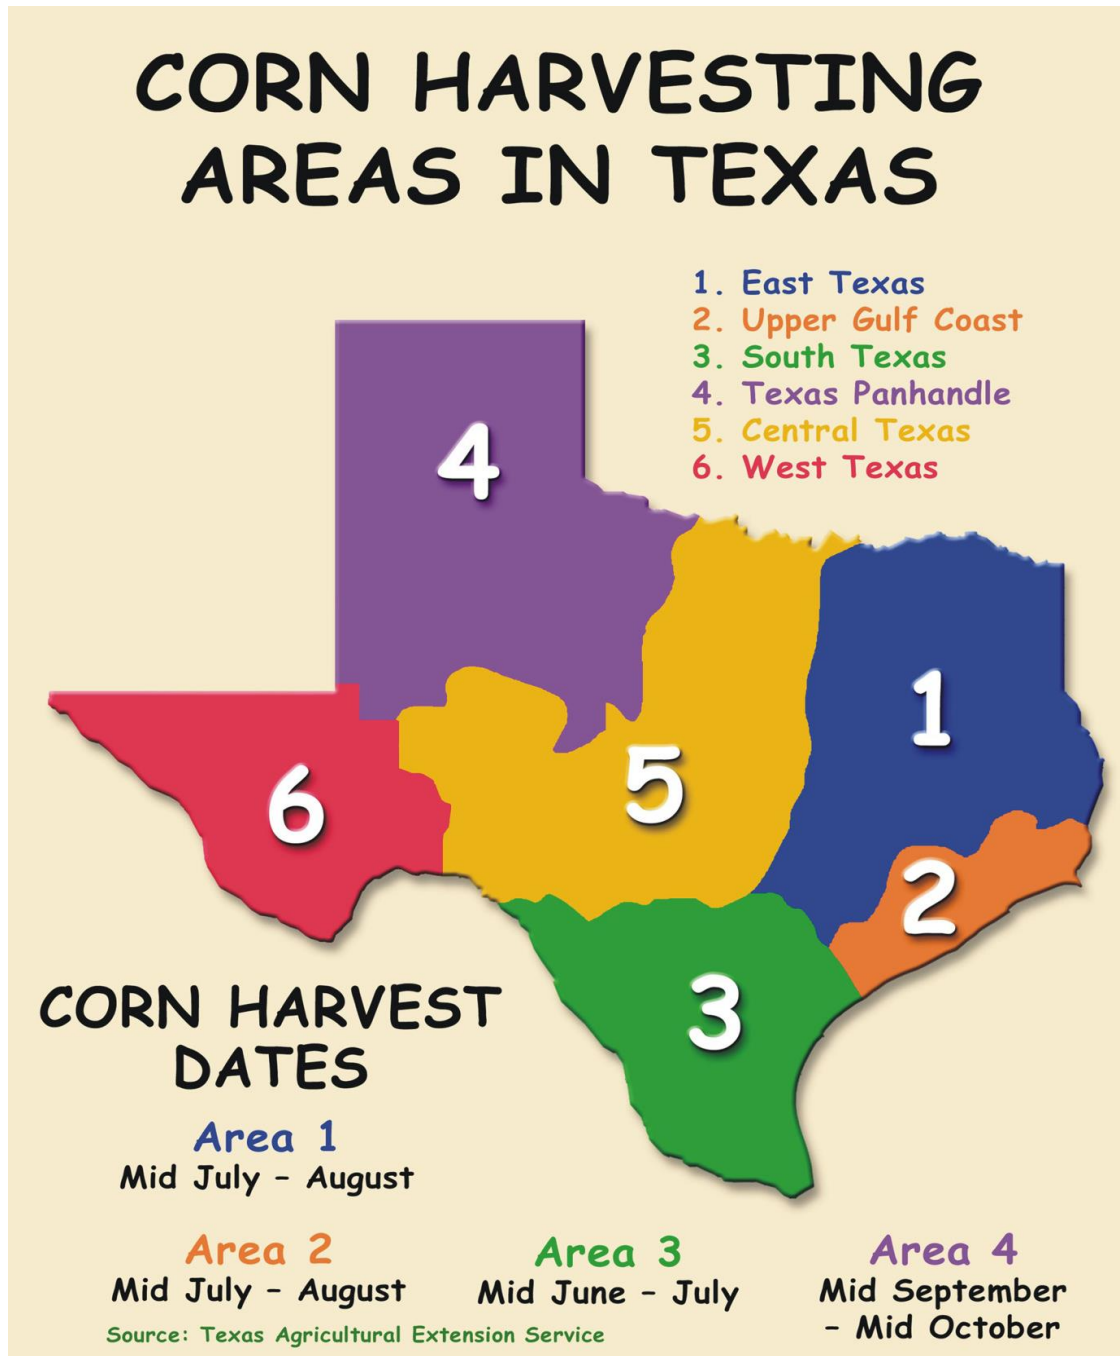 CORN HARVESTING
AREAS IN TEXAS
1. East Texas
2. Upper Gulf Coast
3. South Texas
4. Texas Panhandle
5. Central Texas
6. West Texas
4
1
5
6
2
3
CORN HARVEST
DATES
Area 1
Mid July – August
Area 2
Mid July – August
Area 3
Mid June – July
Area 4
Mid September
– Mid October
Source: Texas Agricultural Extension Service